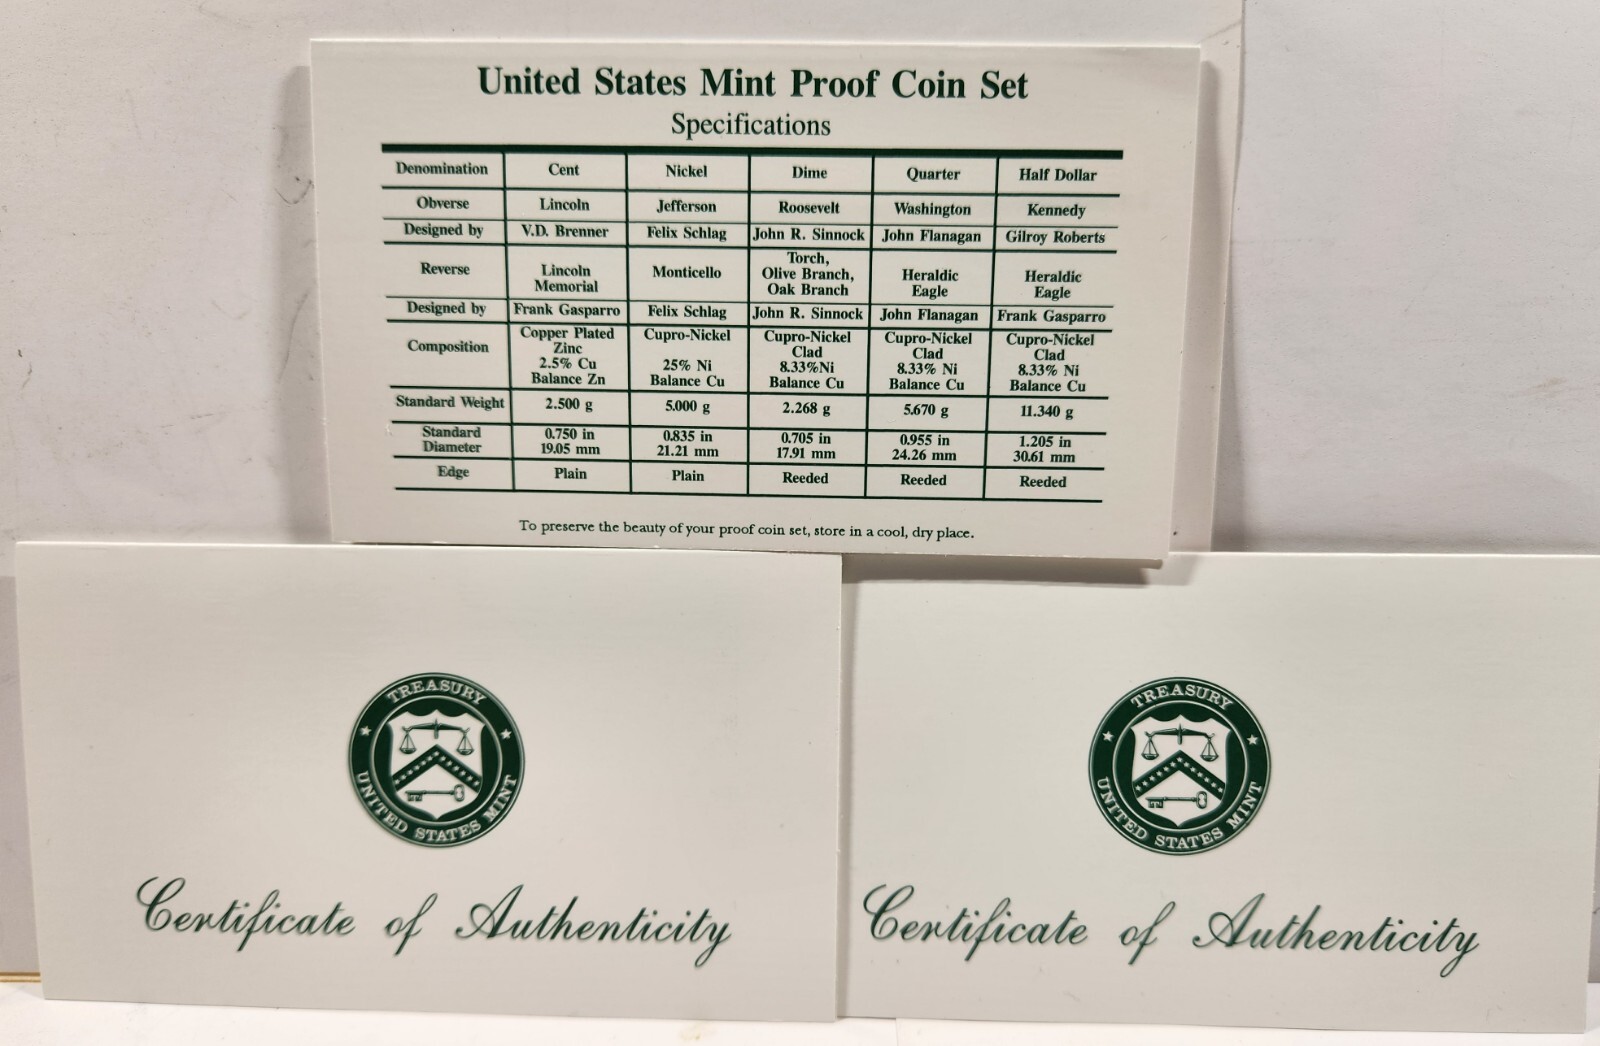 United States Mint Proof Coin Set
Specifications
Denomination Cent Nickel Dime Quarter Half Dollar
Obverse Lincoln Jefferson Roosevelt Washington Kennedy
Designed by V.D. Brenner Felix Schlag John R. Sinnock John Flanagan Gilroy Roberts
Reverse Lincoln Memorial Monticello Torch, Olive Branch, Oak Branch Heraldic Eagle Heraldic Eagle
Designed by Frank Gasparro Felix Schlag John R. Sinnock John Flanagan Frank Gasparro
Composition Copper Plated Zinc 2.5% Cu Balance Zn Cupro-Nickel 25% Ni Balance Cu Cupro-Nickel Clad 8.33%Ni Balance Cu Cupro-Nickel Clad 8.33% Ni Balance Cu Cupro-Nickel Clad 8.33% Ni Balance Cu
Standard Weight 2.500 g 5.000 g 2.268 g 5.670 g 11.340 g
Standard Diameter 0.750 in 19.05 mm 0.835 in 21.21 mm 0.705 in 17.91 mm 0.955 in 24.26 mm 1.205 in 30.61 mm
Edge Plain Plain Reeded Reeded Reeded
To preserve the beauty of your proof coin set, store in a cool, dry place.
TREASURY
UNITED STATES MINT
Certificate of Authenticity
TREASURY
UNITED STATES MINT
Certificate of Authenticity